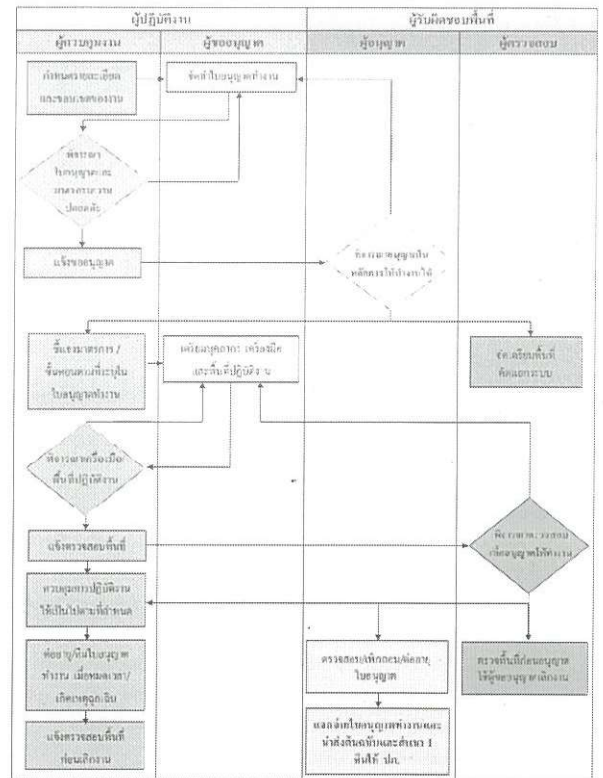 ผู้ปฏิบัติงาน
ผู้รับผิดชอบพื้นที่
ผู้ควบคุมงาน
ผู้ขออนุญาต
ผู้อนุญาต
ผู้ตรวจสอบ
กำหนดรายละเอียด
และขอบเขตของงาน
จัดทำใบอนุญาตทำงาน
พิจารณา
ใบอนุญาตและ
มาตรการความ
ปลอดภัย
แจ้งขออนุญาต
พิจารณาอนุญาตใน
หลักการให้ทำงานได้
ชี้แจงมาตรการ /
ขั้นตอนตามที่ระบุใน
ใบอนุญาตทำงาน
เตรียมบุคลากร เครื่องมือ
และพื้นที่ปฏิบัติงาน
จัดเตรียมพื้นที่
ตัดแยกระบบ
พิจารณาเครื่องมือ
พื้นที่ปฏิบัติงาน
แจ้งตรวจสอบพื้นที่
พิจารณาตรวจสอบ
เพื่ออนุญาตให้ทำงาน
ควบคุมการปฏิบัติงาน
ให้เป็นไปตามที่กำหนด
ต่ออายุ/คืนใบอนุญาต
ทำงาน เมื่อหมดเวลา/
เกิดเหตุฉุกเฉิน
ตรวจสอบ/เพิกถอน/ต่ออายุ
ใบอนุญาต
ตรวจพื้นที่ก่อนอนุญาต
ให้ผู้ขออนุญาตเลิกงาน
แจ้งตรวจสอบพื้นที่
ก่อนเลิกงาน
แจกจ่ายใบอนุญาตทำงานและ
นำส่งต้นฉบับและสำเนา 1
คืนให้ ปภ.